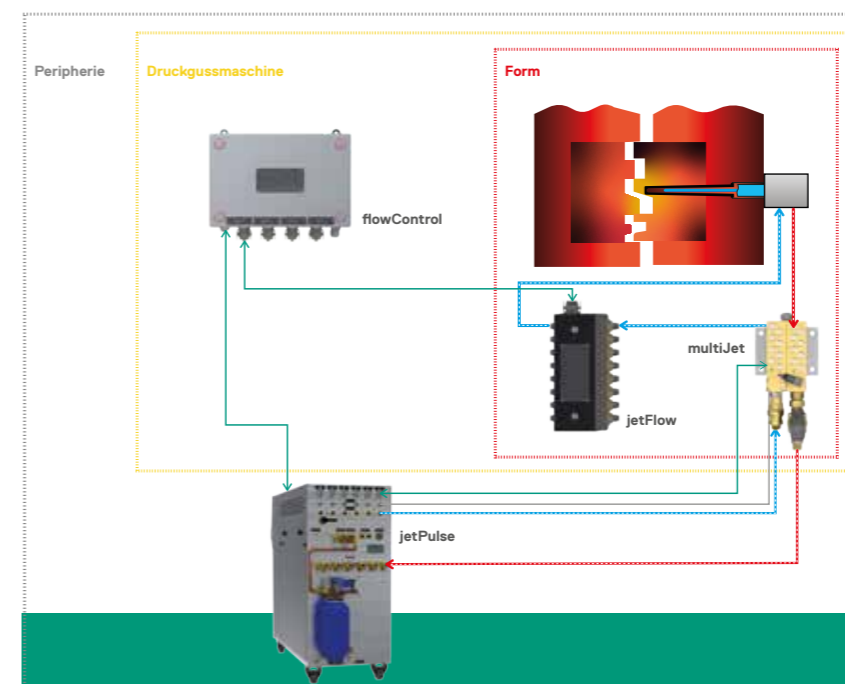 Peripherie
Druckgussmaschine
Form
flowControl
multiJet
jetFlow
jetPulse